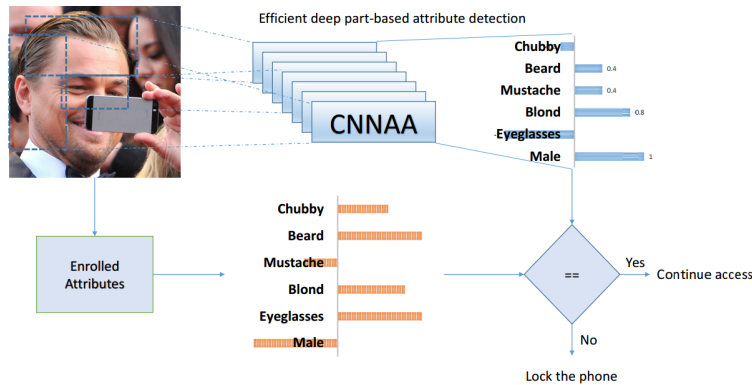 Efficient deep part-based attribute detection
CNNAA
Chubby
Beard 0.4
Mustache 0.4
Blond 0.8
Eyeglasses
Male 1
Enrolled
Attributes
Chubby
Beard
Mustache
Blond
Eyeglasses
Male
==
Yes
Continue access
No
Lock the phone